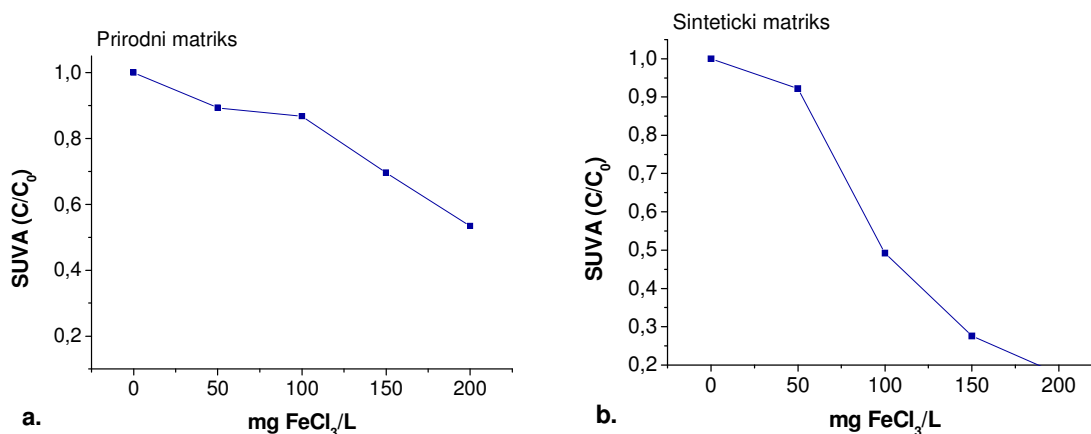 Prirodni matriks
1,0
0,8
0,6
0,4
0,2
SUVA (C/C₀)
0 50 100 150 200
mg FeCl₃/L
a.
Sinteticki matriks
1,0
0,9
0,8
0,7
0,6
0,5
0,4
0,3
0,2
SUVA (C/C₀)
0 50 100 150 200
mg FeCl₃/L
b.